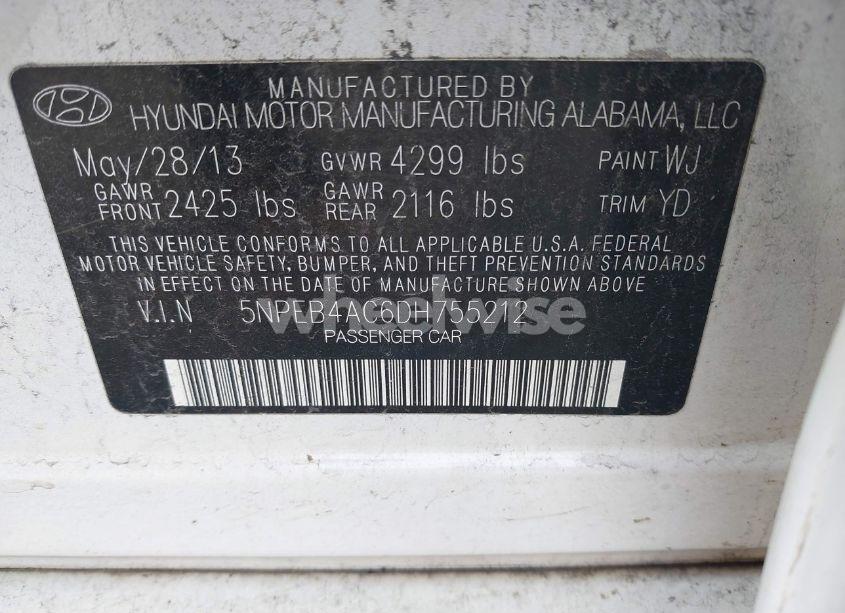 MANUFACTURED BY
HYUNDAI MOTOR MANUFACTURING ALABAMA, LLC
May/28/13 GVWR 4299 lbs PAINT WJ
GAWR FRONT 2425 lbs GAWR REAR 2116 lbs TRIM YD
THIS VEHICLE CONFORMS TO ALL APPLICABLE U.S.A. FEDERAL
MOTOR VEHICLE SAFETY, BUMPER, AND THEFT PREVENTION STANDARDS
IN EFFECT ON THE DATE OF MANUFACTURE SHOWN ABOVE
V.I.N 5NPEB4AC6DH755212
wheelwise
PASSENGER CAR